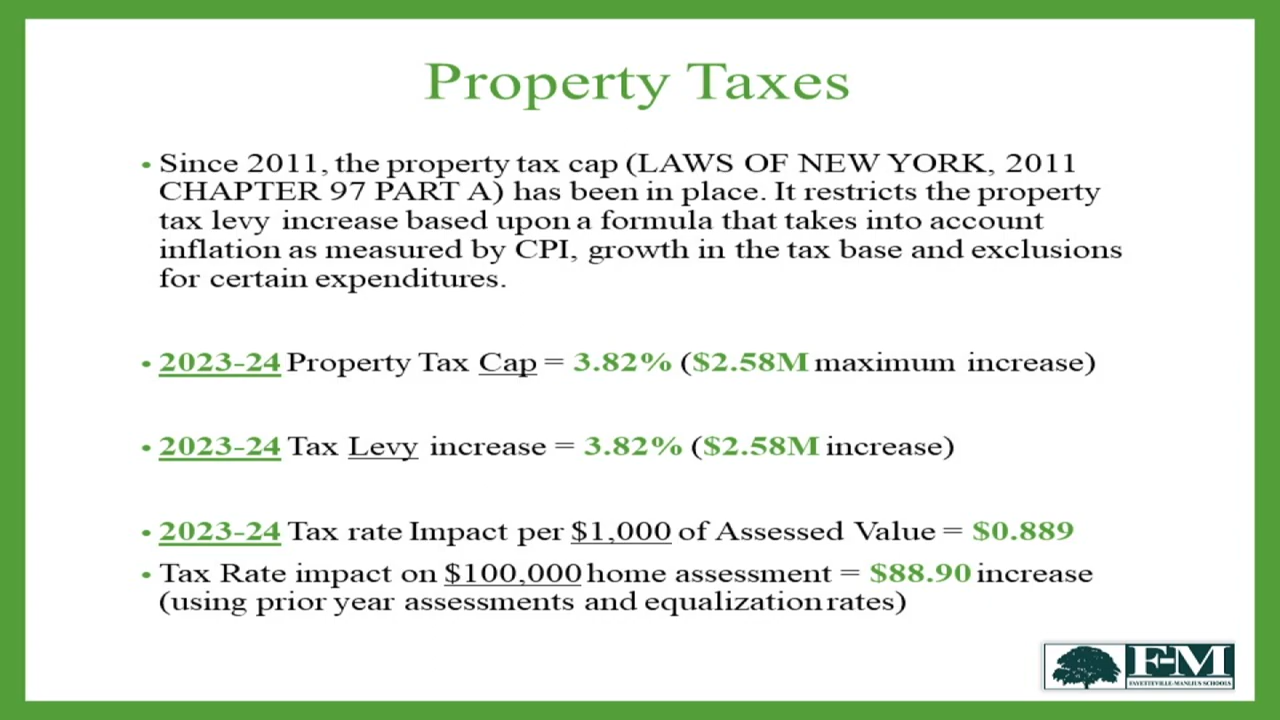 Property Taxes
• Since 2011, the property tax cap (LAWS OF NEW YORK, 2011
CHAPTER 97 PART A) has been in place. It restricts the property
tax levy increase based upon a formula that takes into account
inflation as measured by CPI, growth in the tax base and exclusions
for certain expenditures.
• 2023-24 Property Tax Cap = 3.82% ($2.58M maximum increase)
• 2023-24 Tax Levy increase = 3.82% ($2.58M increase)
• 2023-24 Tax rate Impact per $1,000 of Assessed Value = $0.889
• Tax Rate impact on $100,000 home assessment = $88.90 increase
(using prior year assessments and equalization rates)
F-M
FAYETTEVILLE-MANLIUS SCHOOLS